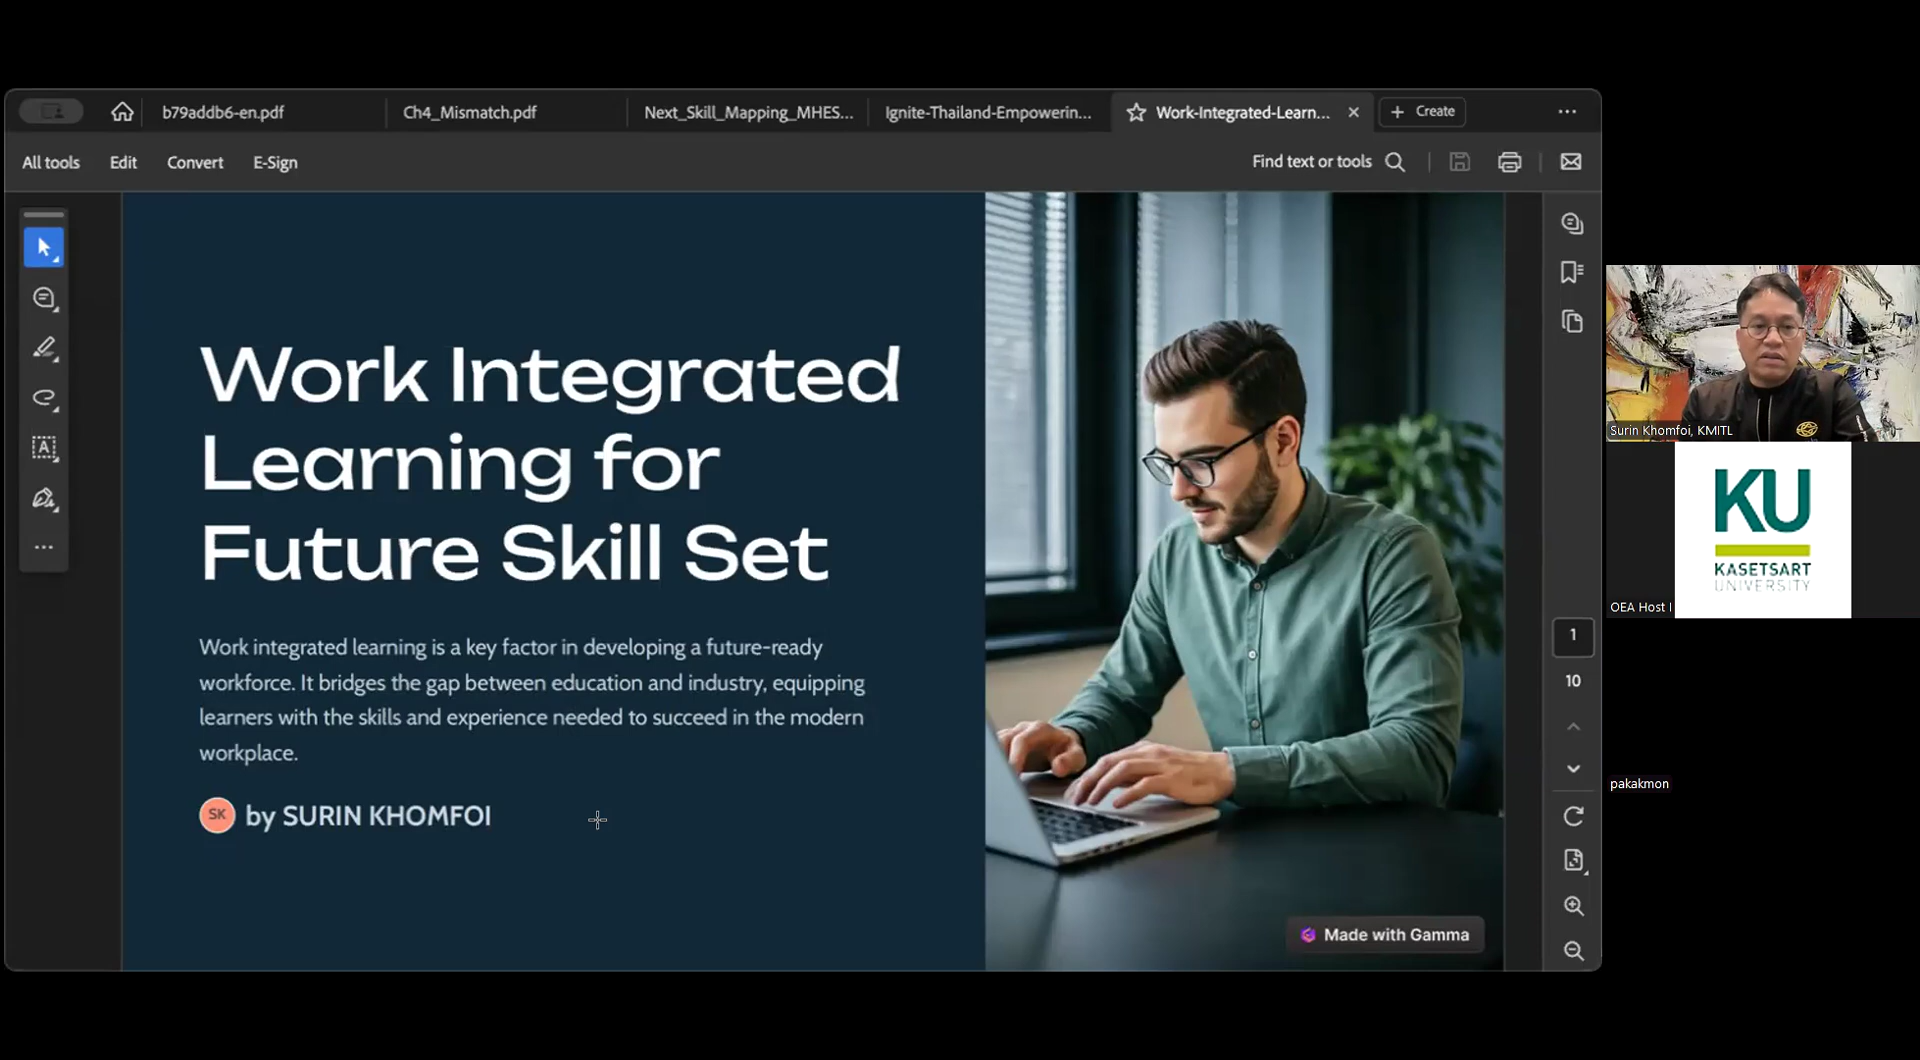 b79addb6-en.pdf
Ch4_Mismatch.pdf
Next_Skill_Mapping_MHES...
Ignite-Thailand-Empowerin...
Work-Integrated-Learn...
Create
All tools
Edit
Convert
E-Sign
Find text or tools
Work Integrated
Learning for
Future Skill Set
Work integrated learning is a key factor in developing a future-ready
workforce. It bridges the gap between education and industry, equipping
learners with the skills and experience needed to succeed in the modern
workplace.
SK
by SURIN KHOMFOI
Made with Gamma
1
10
Surin Khomfoi, KMITL
KU
KASETSART
UNIVERSITY
OEA Host I
pakakmon